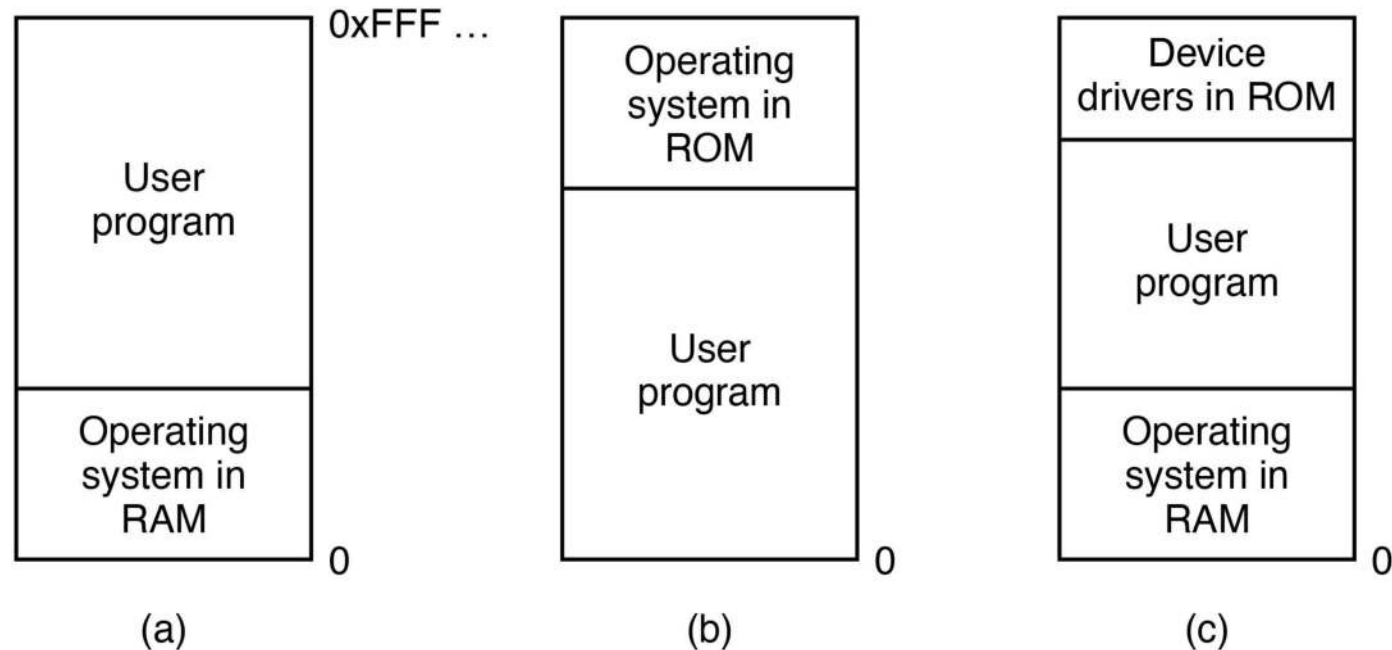 0xFFF ...
User
program
Operating
system in
RAM
0
(a)
Operating
system in
ROM
User
program
0
(b)
Device
drivers in ROM
User
program
Operating
system in
RAM
0
(c)